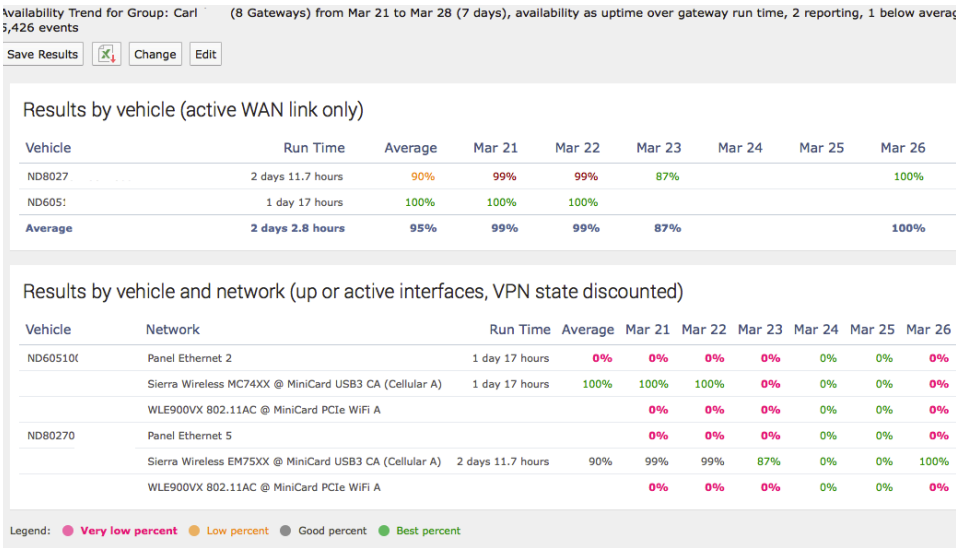 Availability Trend for Group: Carl (8 Gateways) from Mar 21 to Mar 28 (7 days), availability as uptime over gateway run time, 2 reporting, 1 below averag
5,426 events
Save Results Change Edit
Results by vehicle (active WAN link only)
Vehicle Run Time Average Mar 21 Mar 22 Mar 23 Mar 24 Mar 25 Mar 26
ND8027 2 days 11.7 hours 90% 99% 99% 87% 100%
ND605 1 day 17 hours 100% 100% 100%
Average 2 days 2.8 hours 95% 99% 99% 87% 100%
Results by vehicle and network (up or active interfaces, VPN state discounted)
Vehicle Network Run Time Average Mar 21 Mar 22 Mar 23 Mar 24 Mar 25 Mar 26
ND60510 Panel Ethernet 2 1 day 17 hours 0% 0% 0% 0% 0% 0% 0%
Sierra Wireless MC74XX @ MiniCard USB3 CA (Cellular A) 1 day 17 hours 100% 100% 100% 0% 0% 0% 0%
WLE900VX 802.11AC @ MiniCard PCIe WiFi A 0% 0% 0% 0% 0% 0%
ND80270 Panel Ethernet 5 0% 0% 0% 0% 0% 0%
Sierra Wireless EM75XX @ MiniCard USB3 CA (Cellular A) 2 days 11.7 hours 90% 99% 99% 87% 0% 0% 100%
WLE900VX 802.11AC @ MiniCard PCIe WiFi A 0% 0% 0% 0% 0% 0%
Legend: Very low percent Low percent Good percent Best percent